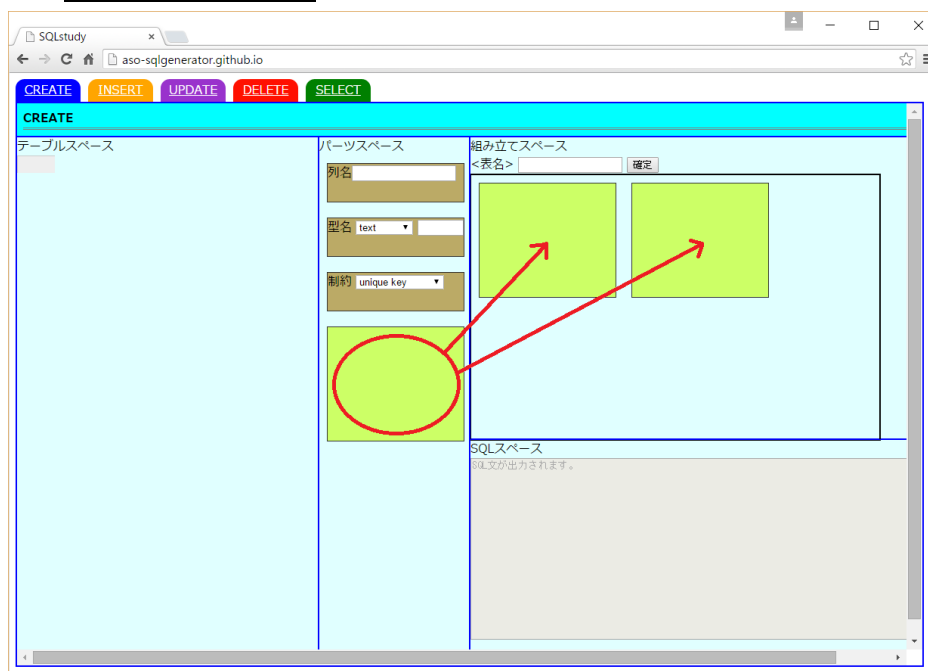 SQLstudy
aso-sqlgenerator.github.io
CREATE INSERT UPDATE DELETE SELECT
CREATE
テーブルスペース
パーツスペース
列名
型名 text
制約 unique key
組み立てスペース
<表名> 確定
SQLスペース
SQL文が出力されます。